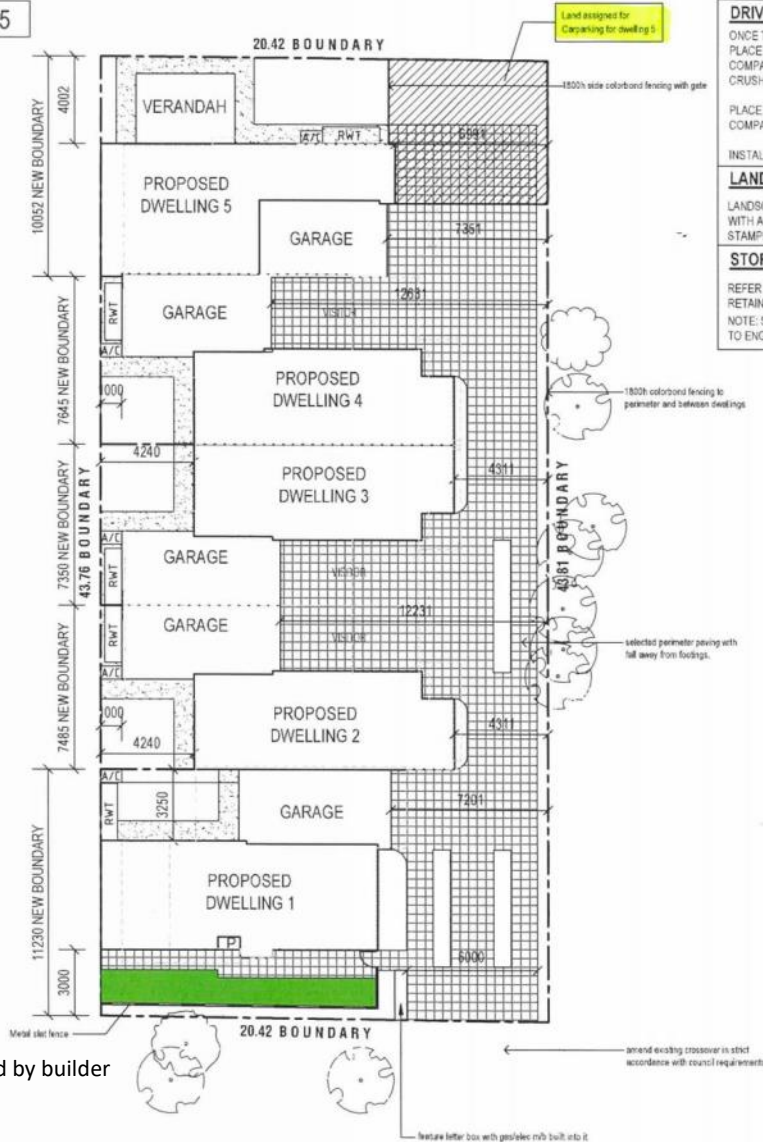 5
Land assigned for
Carparking for dwelling 5
20.42 BOUNDARY
1800h side colorbond fencing with gate
4002
VERANDAH
A/C
RWT
6991
10052 NEW BOUNDARY
PROPOSED
DWELLING 5
GARAGE
7351
12631
RWT
GARAGE
VISITOR
A/C
7645 NEW BOUNDARY
000
PROPOSED
DWELLING 4
1800h colorbond fencing to
perimeter and between dwellings
4240
4311
PROPOSED
DWELLING 3
7350 NEW BOUNDARY
43.76 BOUNDARY
43.81 BOUNDARY
A/C
RWT
GARAGE
VISITOR
12231
RWT
GARAGE
VISITOR
A/C
selected perimeter paving with
fall away from footings.
7485 NEW BOUNDARY
000
PROPOSED
DWELLING 2
4240
4311
A/C
RWT
3250
GARAGE
7201
11230 NEW BOUNDARY
PROPOSED
DWELLING 1
P
3000
6000
Metal slat fence
20.42 BOUNDARY
d by builder
amend existing crossover in strict
accordance with council requirements
feature letter box with gas/elec m/b built into it
DRIV
ONCE T
PLACE
COMPA
CRUSH
PLACE
COMPA
INSTAL
LAND
LANDSC
WITH A
STAMP
STOR
REFER
RETAIN
NOTE: S
TO ENG